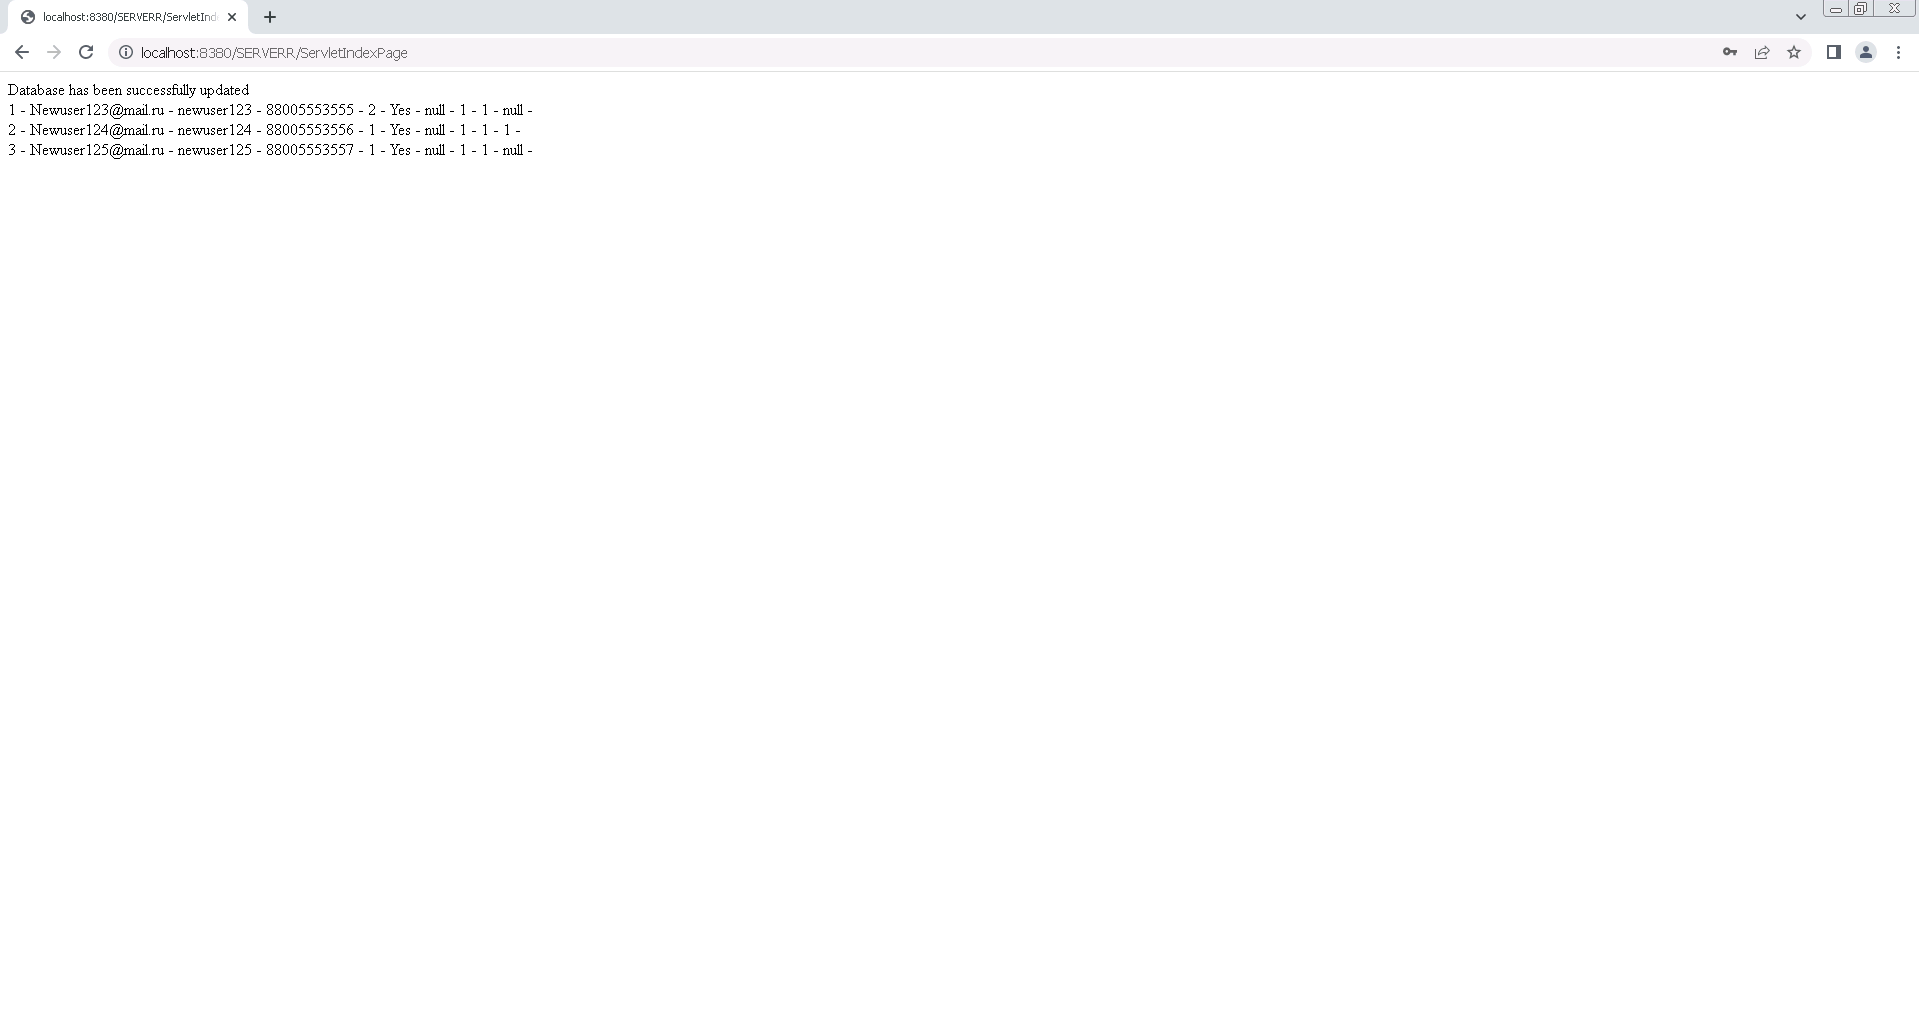 localhost:8380/SERVERR/ServletInd
localhost:8380/SERVERR/ServletIndexPage
Database has been successfully updated
1 - Newuser123@mail.ru - newuser123 - 88005553555 - 2 - Yes - null - 1 - 1 - null -
2 - Newuser124@mail.ru - newuser124 - 88005553556 - 1 - Yes - null - 1 - 1 - 1 -
3 - Newuser125@mail.ru - newuser125 - 88005553557 - 1 - Yes - null - 1 - 1 - null -